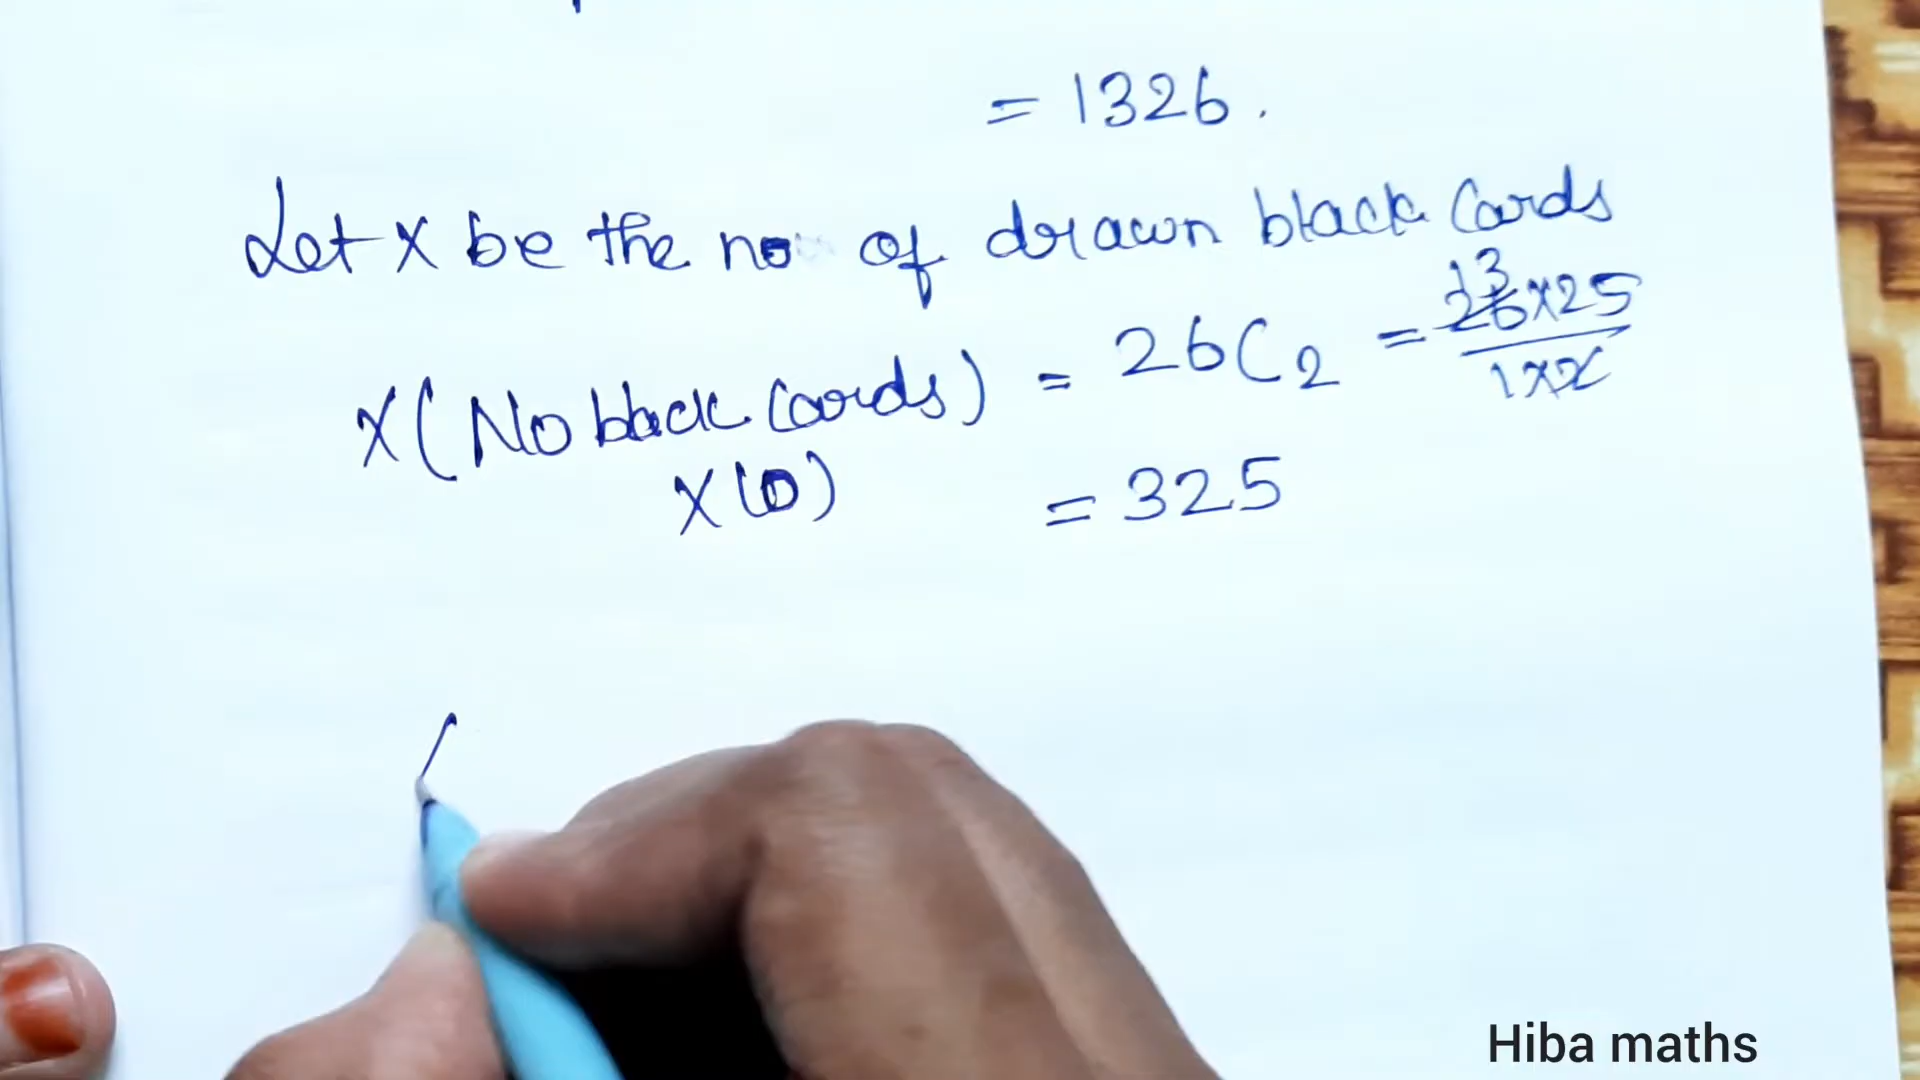 = 1326.
Let X be the no of drawn black Cards
X (No black Cards) = 26C2 = 26 13 x 25 / 1 x 2
X(0) = 325
Hiba maths